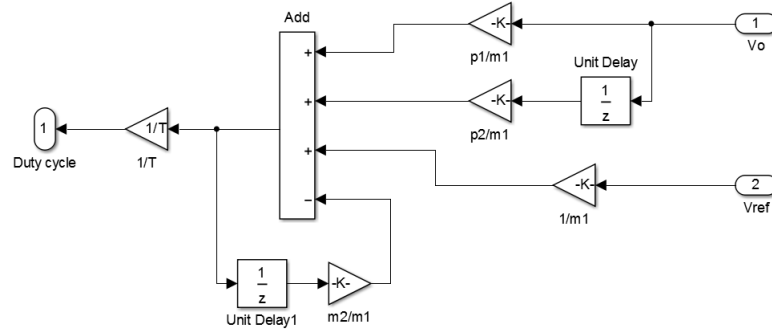 Add
-K-
p1/m1
1
Vo
+
Unit Delay
+
-K-
p2/m1
1
z
1
Duty cycle
1/T
1/T
+
-K-
1/m1
2
Vref
−
1
z
Unit Delay1
-K-
m2/m1